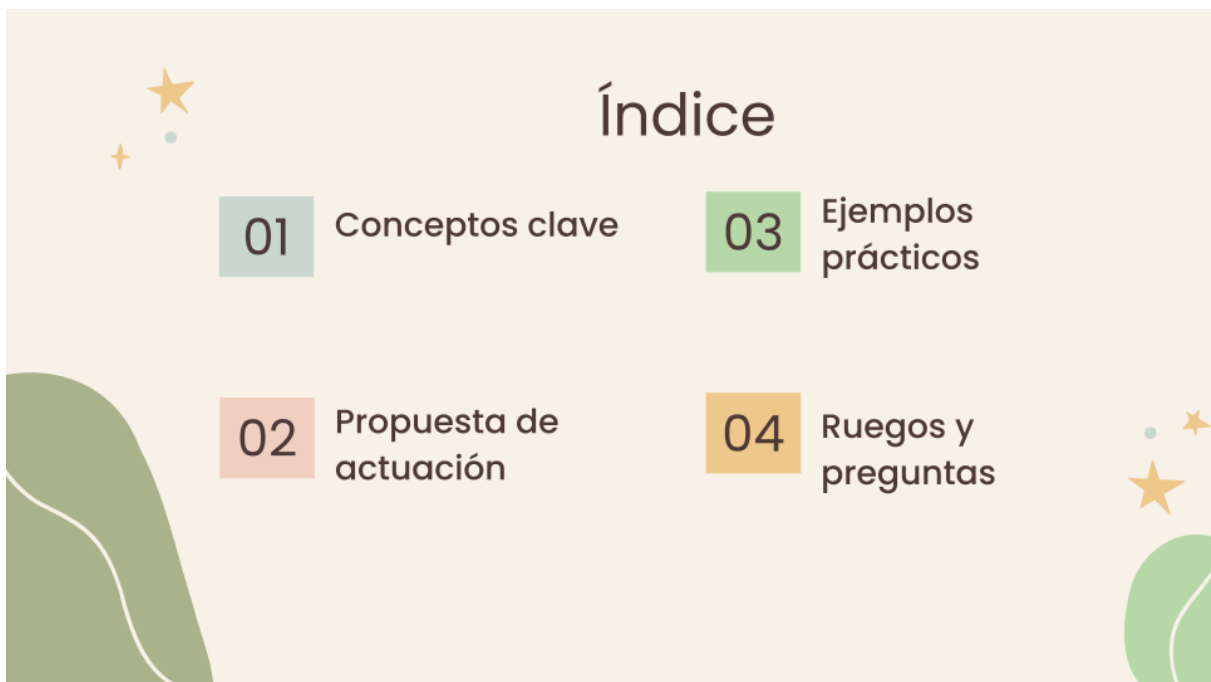 Índice
01
Conceptos clave
02
Propuesta de
actuación
03
Ejemplos
prácticos
04
Ruegos y
preguntas